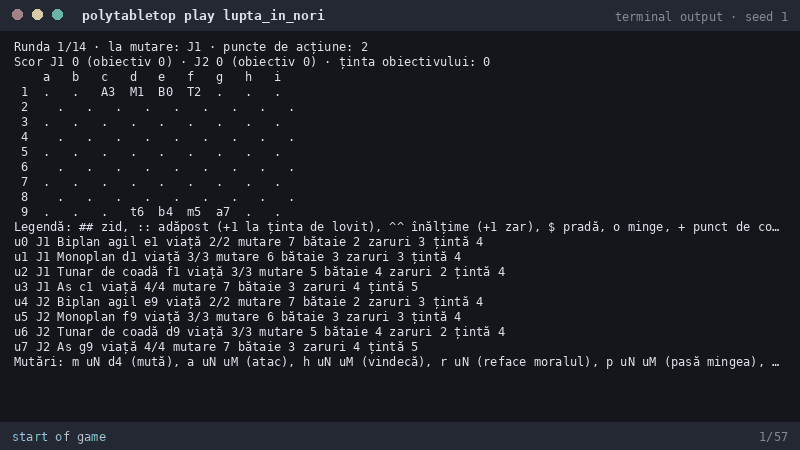 polytabletop play lupta_in_nori
terminal output · seed 1
Runda 1/14 · la mutare: J1 · puncte de acțiune: 2
Scor J1 0 (obiectiv 0) · J2 0 (obiectiv 0) · ținta obiectivului: 0
a b c d e f g h i
1 . . A3 M1 B0 T2 . . .
2 . . . . . . . . .
3 . . . . . . . . .
4 . . . . . . . . .
5 . . . . . . . . .
6 . . . . . . . . .
7 . . . . . . . . .
8 . . . . . . . . .
9 . . . t6 b4 m5 a7 . .
Legendă: ## zid, :: adăpost (+1 la ținta de lovit), ^^ înălțime (+1 zar), $ pradă, o minge, + punct de co…
u0 J1 Biplan agil e1 viață 2/2 mutare 7 bătaie 2 zaruri 3 țintă 4
u1 J1 Monoplan d1 viață 3/3 mutare 6 bătaie 3 zaruri 3 țintă 4
u2 J1 Tunar de coadă f1 viață 3/3 mutare 5 bătaie 4 zaruri 2 țintă 4
u3 J1 As c1 viață 4/4 mutare 7 bătaie 3 zaruri 4 țintă 5
u4 J2 Biplan agil e9 viață 2/2 mutare 7 bătaie 2 zaruri 3 țintă 4
u5 J2 Monoplan f9 viață 3/3 mutare 6 bătaie 3 zaruri 3 țintă 4
u6 J2 Tunar de coadă d9 viață 3/3 mutare 5 bătaie 4 zaruri 2 țintă 4
u7 J2 As g9 viață 4/4 mutare 7 bătaie 3 zaruri 4 țintă 5
Mutări: m uN d4 (mută), a uN uM (atac), h uN uM (vindecă), r uN (reface moralul), p uN uM (pasă mingea), …
start of game
1/57